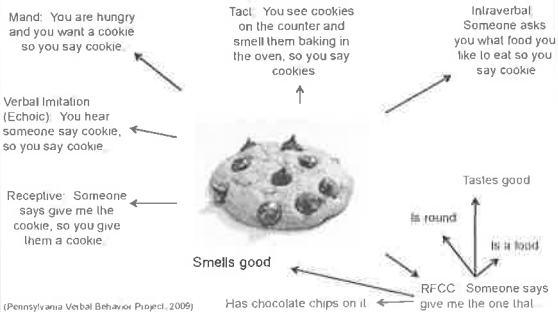 Mand: You are hungry
and you want a cookie
so you say cookie.
Tact: You see cookies
on the counter and
smell them baking in
the oven, so you say
cookies
Intraverbal:
Someone asks
you what food you
like to eat so you
say cookie
Verbal Imitation
(Echoic): You hear
someone say cookie,
so you say cookie.
Receptive: Someone
says give me the
cookie, so you give
them a cookie.
Tastes good
Is round
Is a food
Smells good
RFCC Someone says
give me the one that...
Has chocolate chips on it
(Pennsylvania Verbal Behavior Project, 2009)